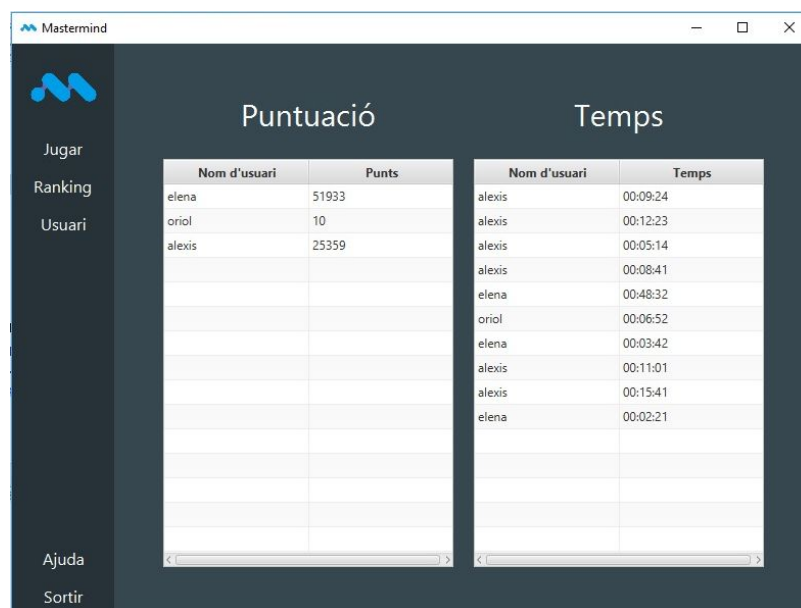 Mastermind
Jugar
Ranking
Usuari
Ajuda
Sortir
Puntuació
Nom d'usuari Punts
elena 51933
oriol 10
alexis 25359
Temps
Nom d'usuari Temps
alexis 00:09:24
alexis 00:12:23
alexis 00:05:14
alexis 00:08:41
elena 00:48:32
oriol 00:06:52
elena 00:03:42
alexis 00:11:01
alexis 00:15:41
elena 00:02:21